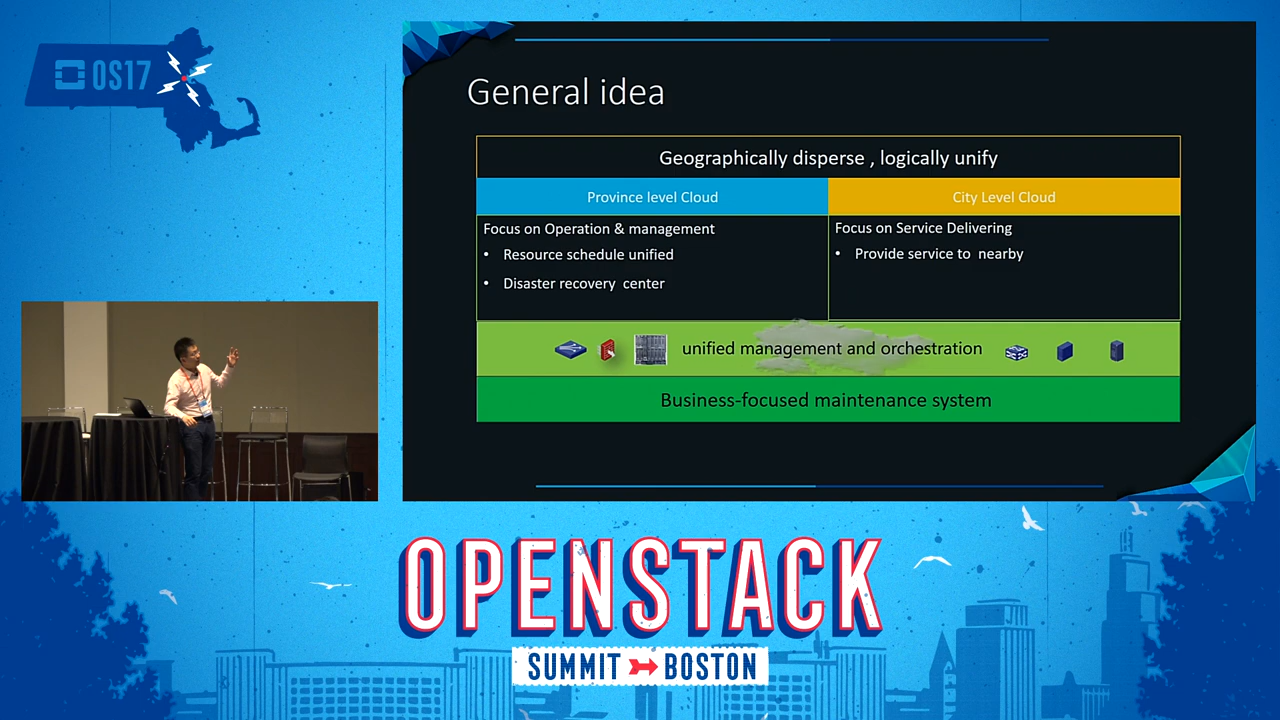 OS17
General idea
Geographically disperse , logically unify
Province level Cloud
City Level Cloud
Focus on Operation & management
• Resource schedule unified
• Disaster recovery center
Focus on Service Delivering
• Provide service to nearby
unified management and orchestration
Business-focused maintenance system
OPENSTACK
SUMMIT BOSTON